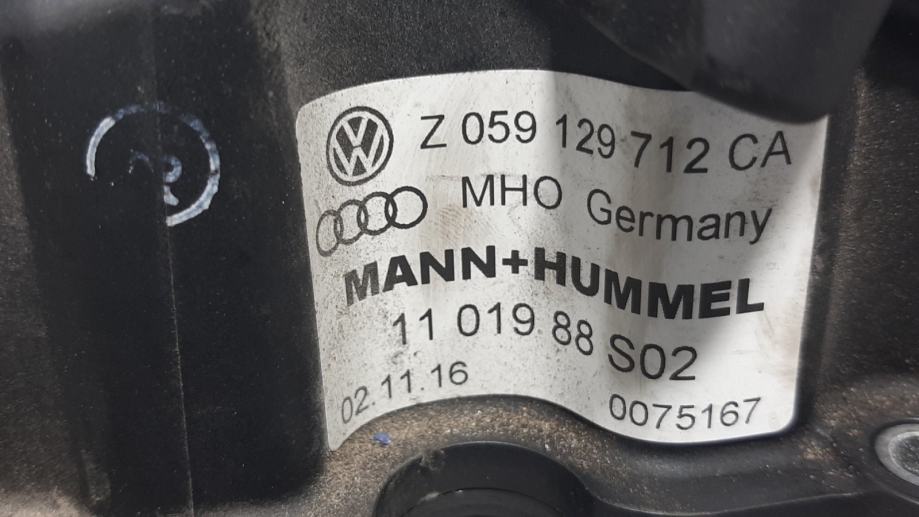 Z 059 129 712 CA
MHO Germany
MANN+HUMMEL
11 019 88 S02
02.11.16
0075167